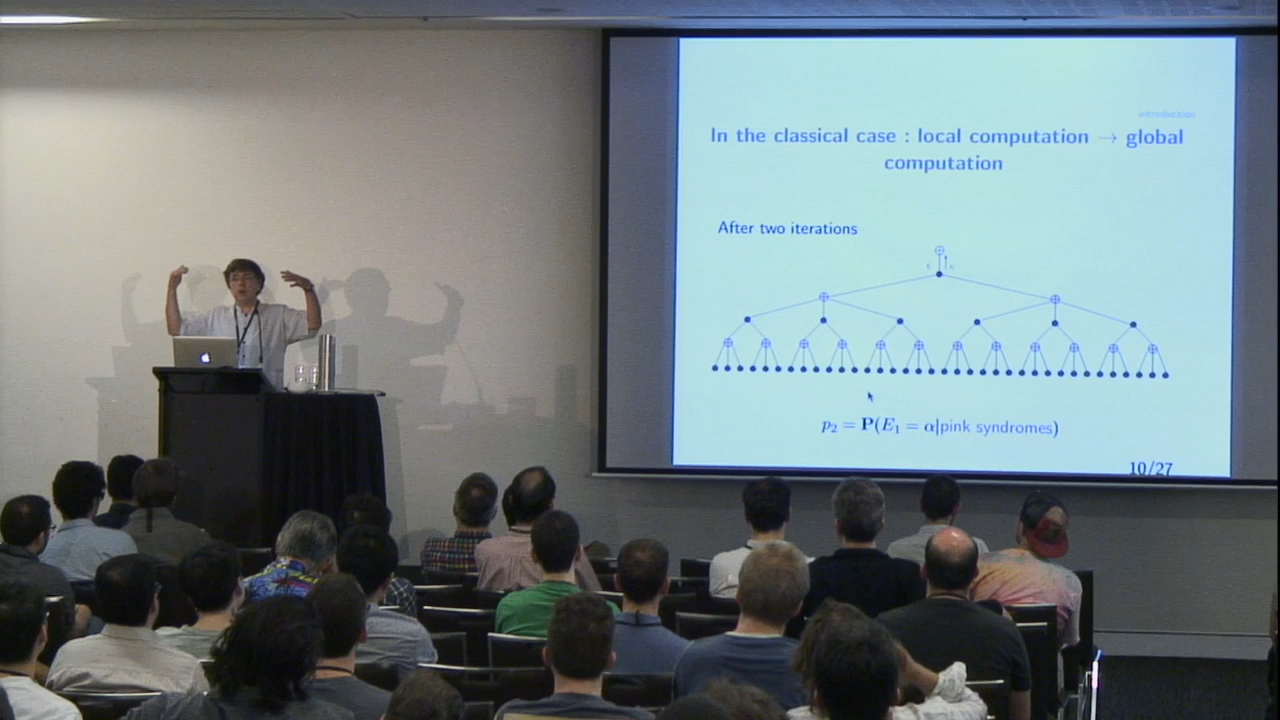 introduction
In the classical case : local computation → global
computation
After two iterations
p₂ = P(E₁ = α|pink syndromes)
10/27